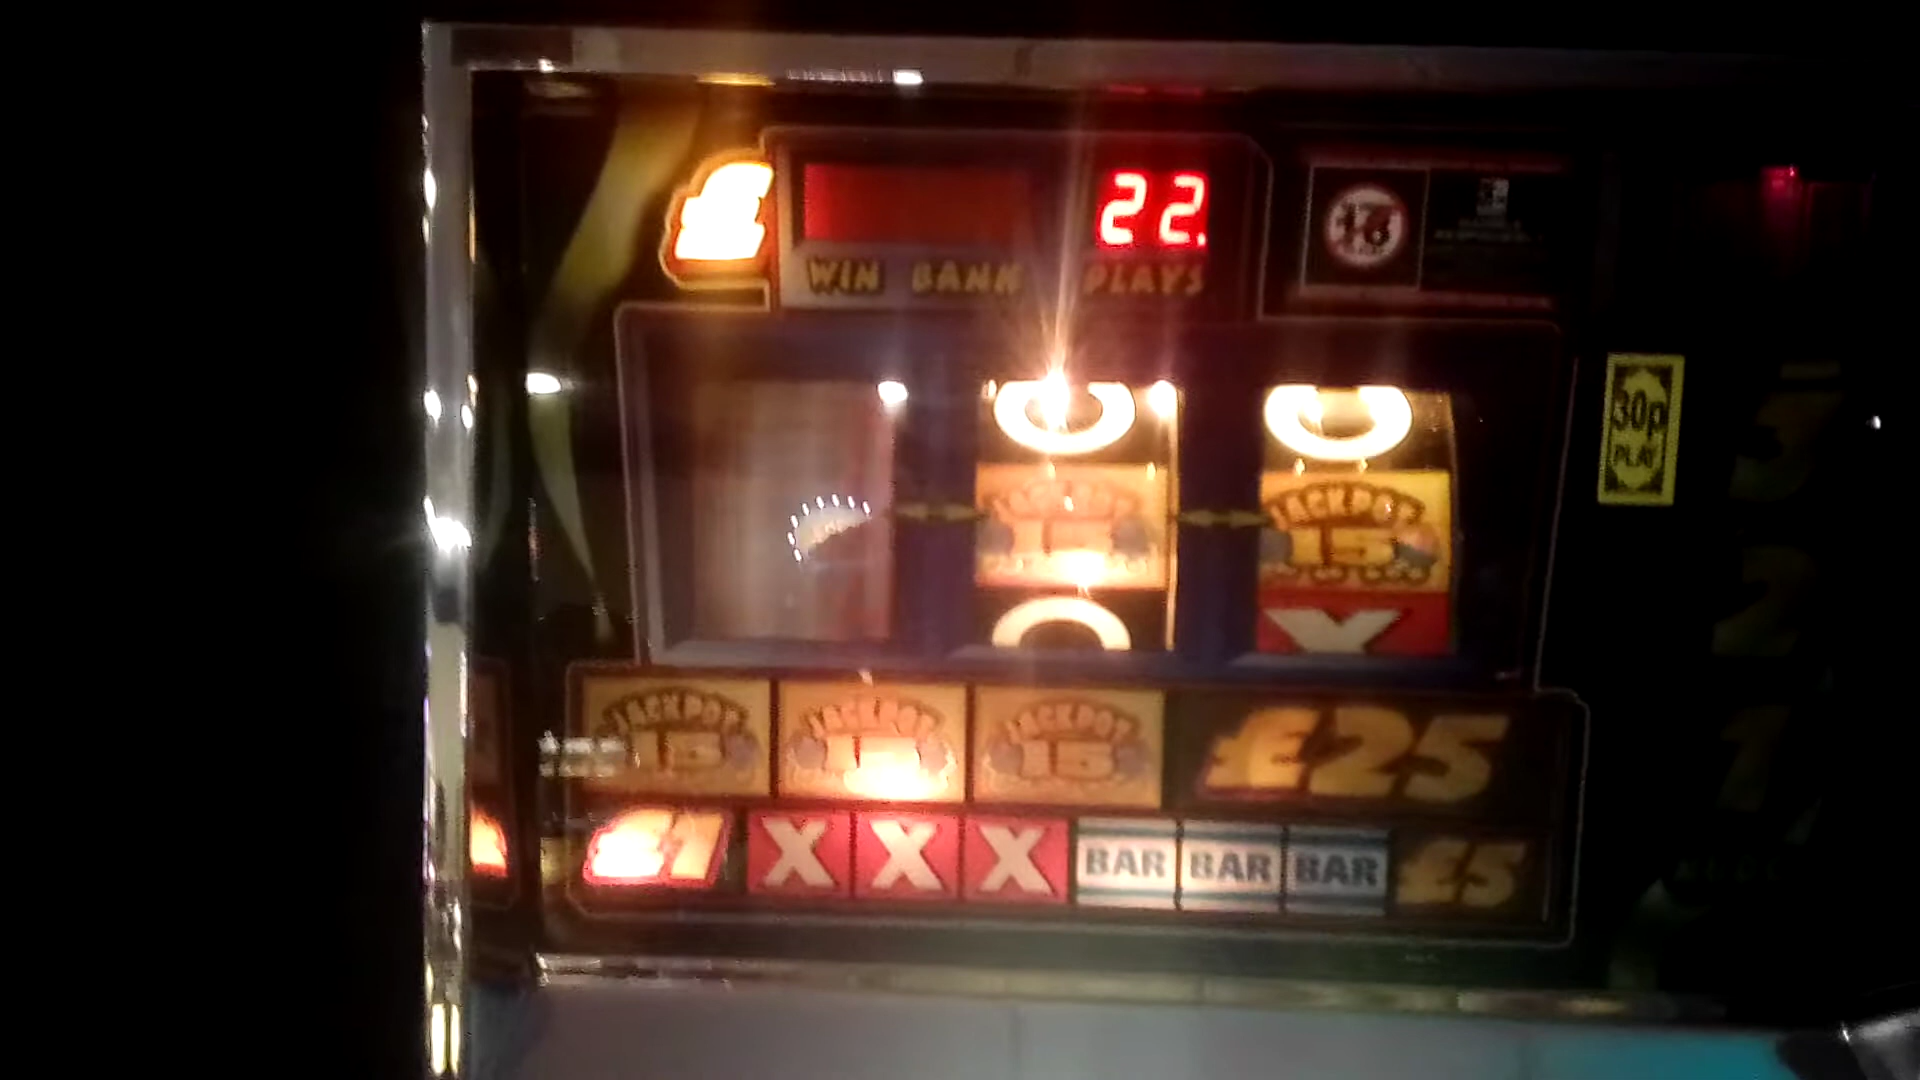 £ 22.
WIN BANK PLAYS
30p
PLAY
JACKPOT
15
JACKPOT
15
JACKPOT
15
JACKPOT
15
JACKPOT
15
£25
£1 X X X BAR BAR BAR £5